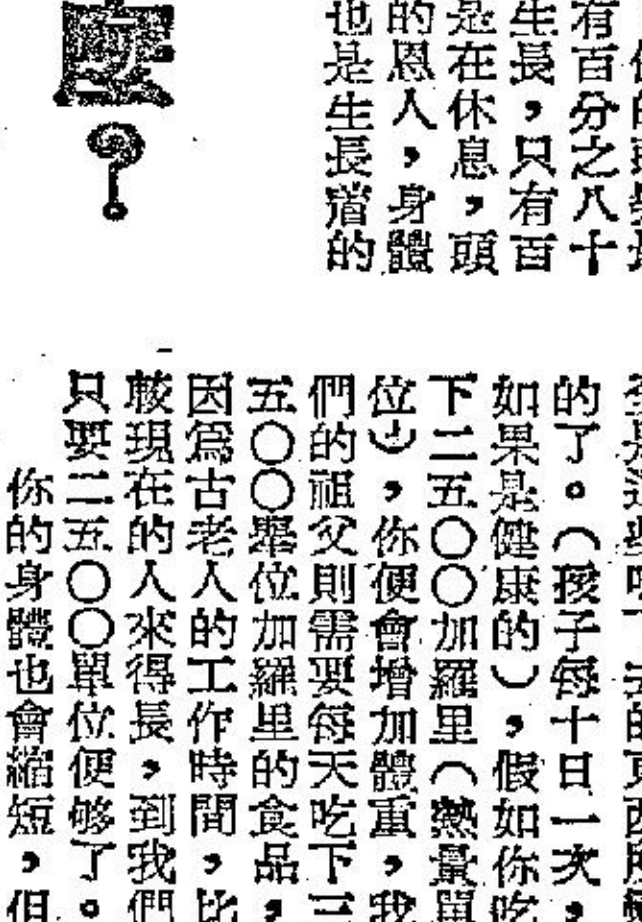 有百分之八十
生長，只有百
是在休息，頭
的恩人，身體
也是生長着的
麼？
的了。（孩子每十日一次，
如果是健康的），假如你吃
下二五〇〇加羅里（熱量單
位），你便會增加體重，我
們的祖父則需要每天吃下三
五〇〇單位加羅里的食品，
因爲古老人的工作時間，比
較現在的人來得長，到我們
只要二五〇〇單位便够了。
你的身體也會縮短，但